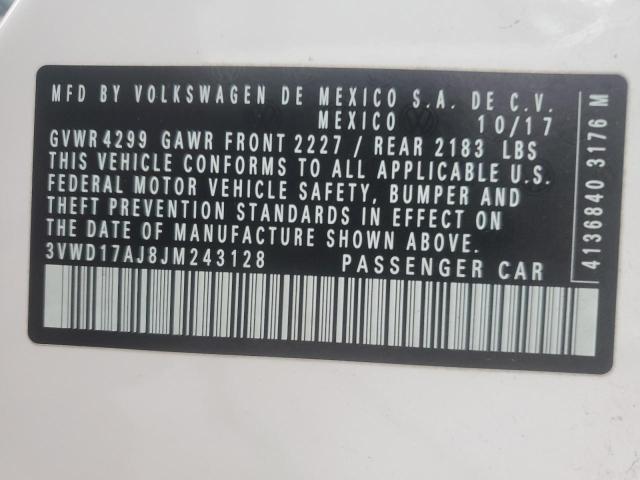 MFD BY VOLKSWAGEN DE MEXICO S.A. DE C.V.
MEXICO 10/17
GVWR 4299 GAWR FRONT 2227 / REAR 2183 LBS
THIS VEHICLE CONFORMS TO ALL APPLICABLE U.S.
FEDERAL MOTOR VEHICLE SAFETY, BUMPER AND
THEFT PREVENTION STANDARDS IN EFFECT ON
THE DATE OF MANUFACTURE SHOWN ABOVE.
3VWD17AJ8JM243128 PASSENGER CAR
4136840 3176 M